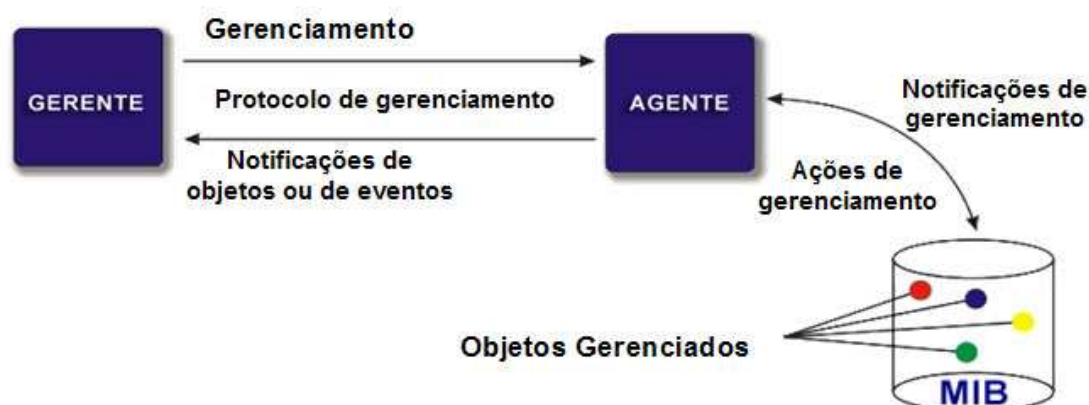 Gerenciamento
GERENTE
Protocolo de gerenciamento
AGENTE
Notificações de
objetos ou de eventos
Notificações de
gerenciamento
Ações de
gerenciamento
Objetos Gerenciados
MIB